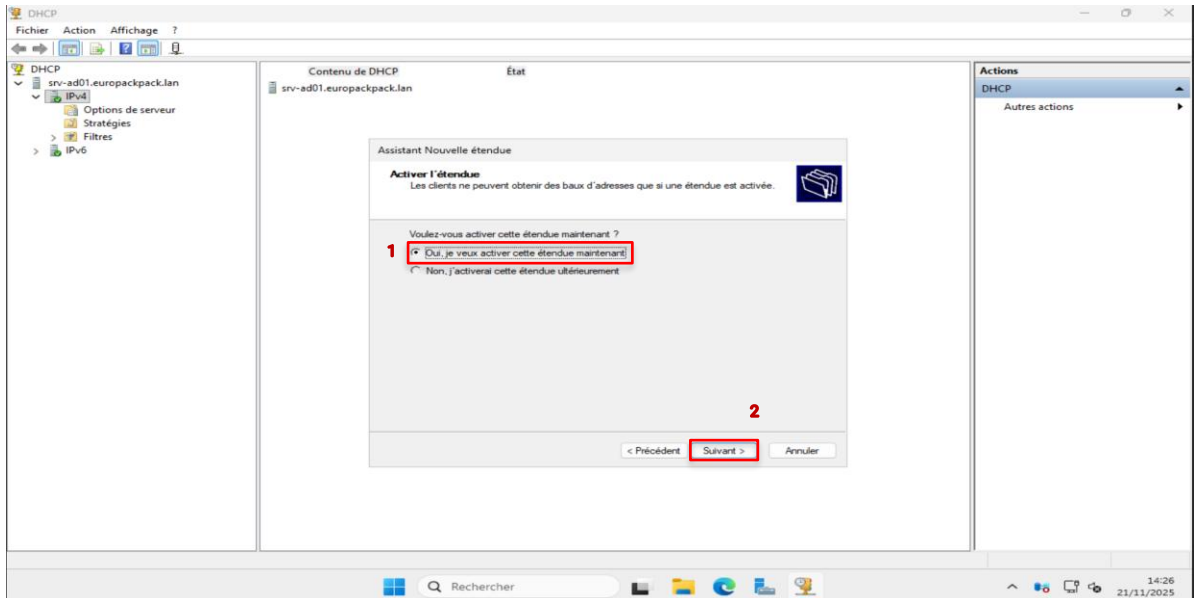 DHCP
Fichier Action Affichage ?
DHCP
srv-ad01.europackpack.lan
IPv4
Options de serveur
Stratégies
Filtres
IPv6
Contenu de DHCP État
srv-ad01.europackpack.lan
Actions
DHCP
Autres actions
Assistant Nouvelle étendue
Activer l'étendue
Les clients ne peuvent obtenir des baux d'adresses que si une étendue est activée.
Voulez-vous activer cette étendue maintenant ?
1
Oui, je veux activer cette étendue maintenant
Non, j'activerai cette étendue ultérieurement
2
< Précédent Suivant > Annuler
Rechercher
14:26
21/11/2025